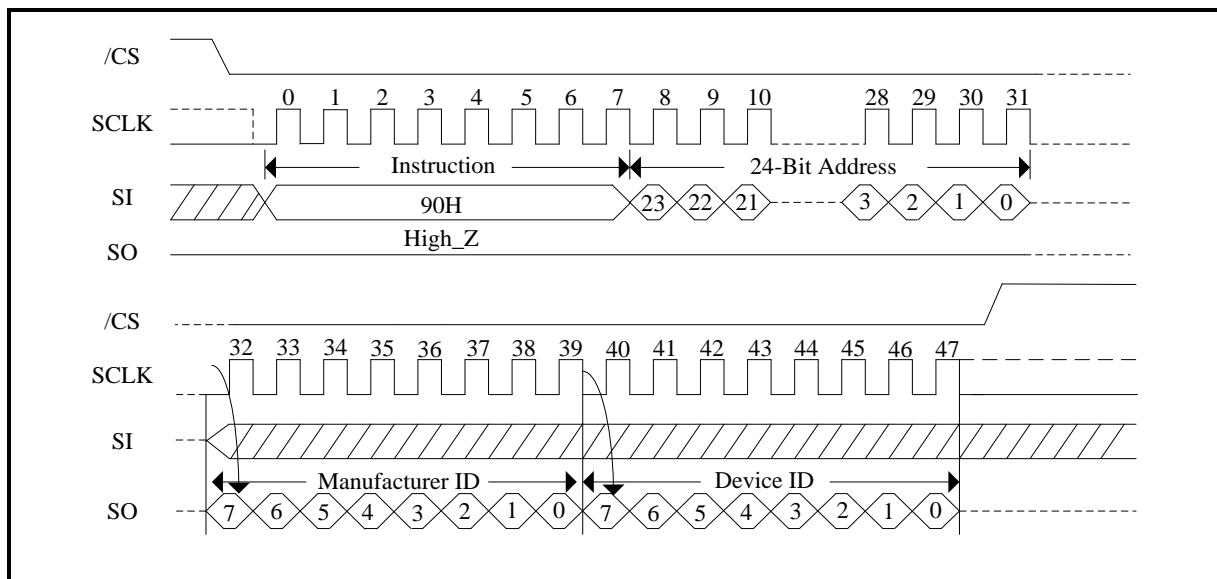 /CS
0 1 2 3 4 5 6 7 8 9 10 28 29 30 31
SCLK
Instruction 24-Bit Address
SI 90H 23 22 21 3 2 1 0
High_Z
SO
/CS
32 33 34 35 36 37 38 39 40 41 42 43 44 45 46 47
SCLK
SI
Manufacturer ID Device ID
SO 7 6 5 4 3 2 1 0 7 6 5 4 3 2 1 0